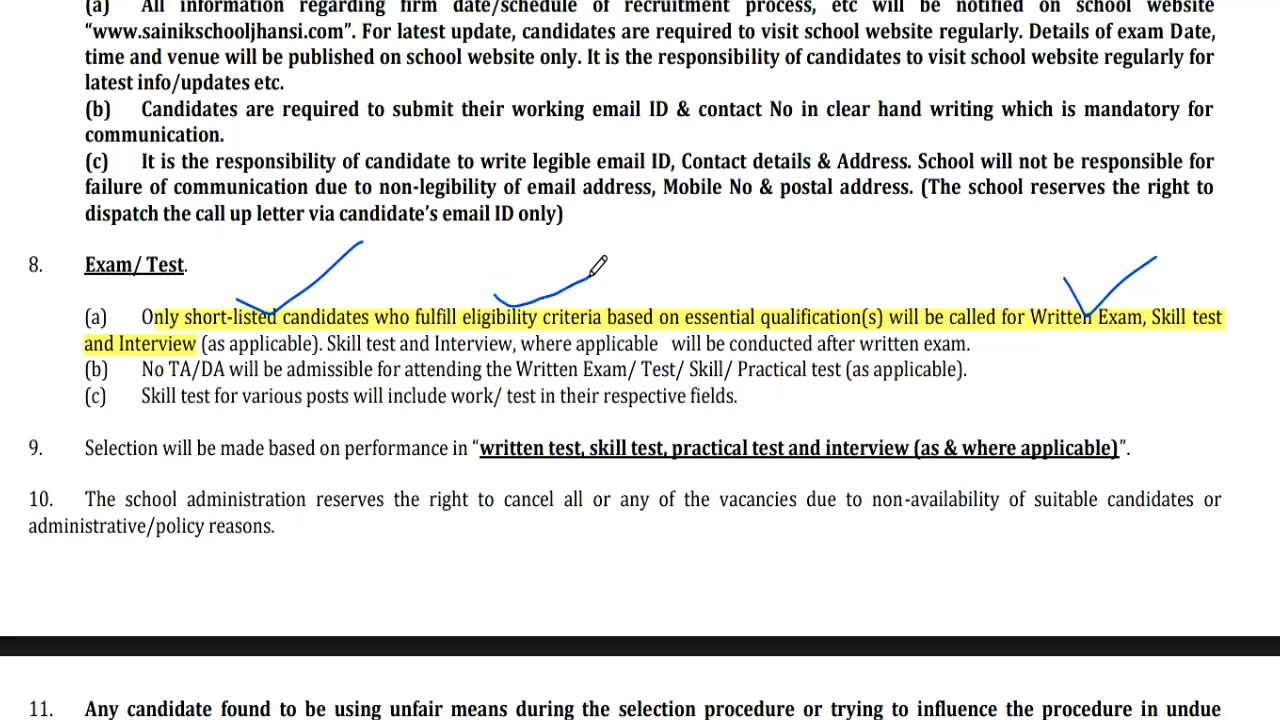 (a) All information regarding firm date/schedule of recruitment process, etc will be notified on school website
“www.sainikschooljhansi.com”. For latest update, candidates are required to visit school website regularly. Details of exam Date,
time and venue will be published on school website only. It is the responsibility of candidates to visit school website regularly for
latest info/updates etc.
(b) Candidates are required to submit their working email ID & contact No in clear hand writing which is mandatory for
communication.
(c) It is the responsibility of candidate to write legible email ID, Contact details & Address. School will not be responsible for
failure of communication due to non-legibility of email address, Mobile No & postal address. (The school reserves the right to
dispatch the call up letter via candidate’s email ID only)
8. Exam/ Test.
(a) Only short-listed candidates who fulfill eligibility criteria based on essential qualification(s) will be called for Written Exam, Skill test
and Interview (as applicable). Skill test and Interview, where applicable will be conducted after written exam.
(b) No TA/DA will be admissible for attending the Written Exam/ Test/ Skill/ Practical test (as applicable).
(c) Skill test for various posts will include work/ test in their respective fields.
9. Selection will be made based on performance in “written test, skill test, practical test and interview (as & where applicable)”.
10. The school administration reserves the right to cancel all or any of the vacancies due to non-availability of suitable candidates or
administrative/policy reasons.
11. Any candidate found to be using unfair means during the selection procedure or trying to influence the procedure in undue